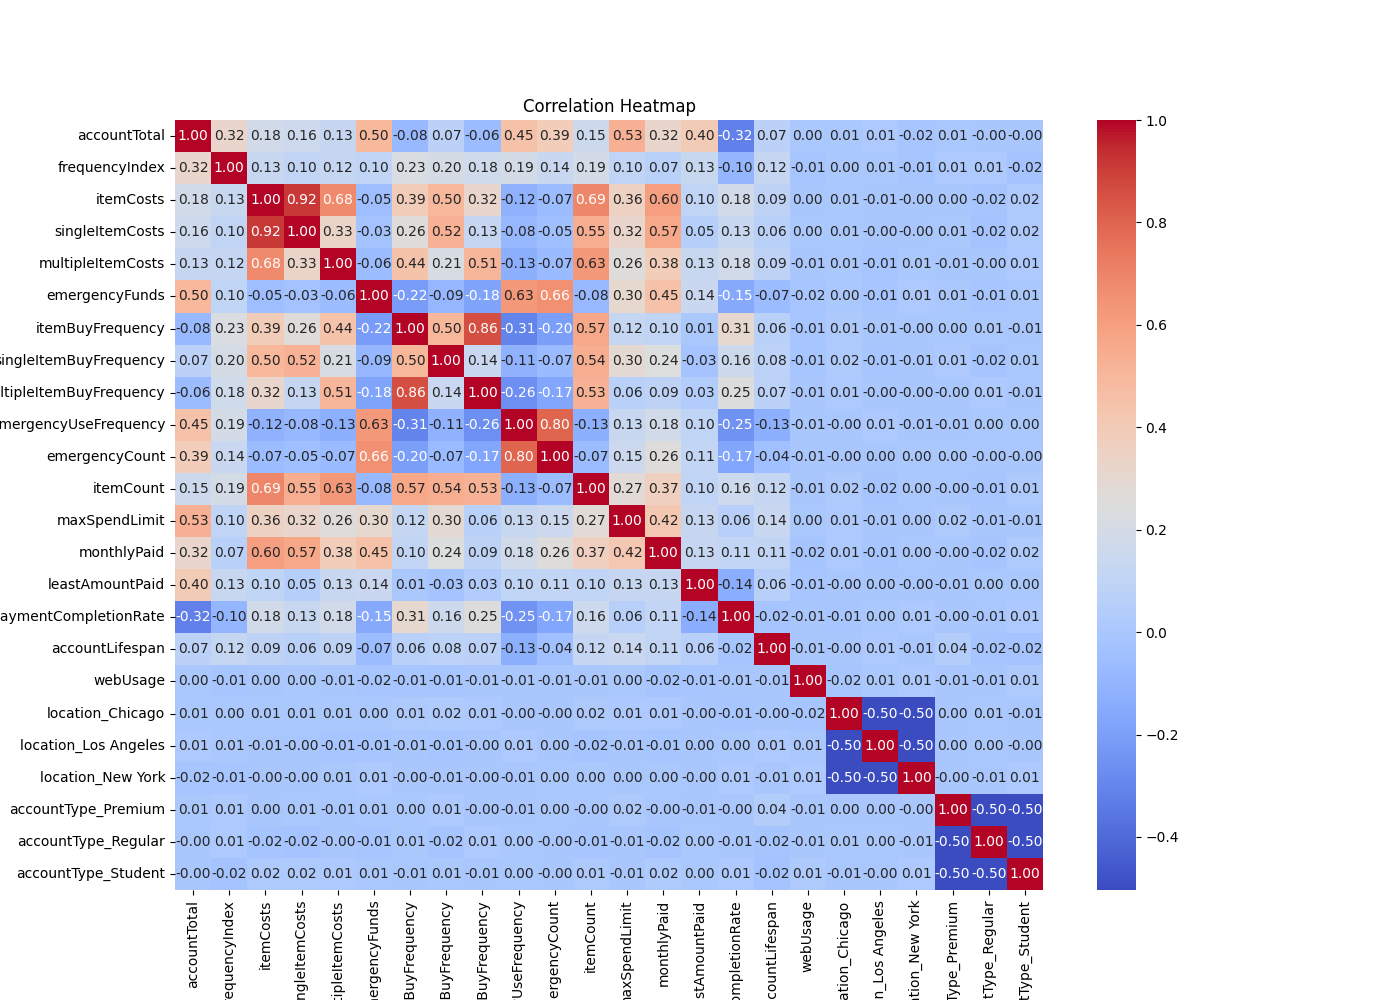 Correlation Heatmap
accountTotal 1.00 0.32 0.18 0.16 0.13 0.50 -0.08 0.07 -0.06 0.45 0.39 0.15 0.53 0.32 0.40 -0.32 0.07 0.00 0.01 0.01 -0.02 0.01 -0.00 -0.00
frequencyIndex 0.32 1.00 0.13 0.10 0.12 0.10 0.23 0.20 0.18 0.19 0.14 0.19 0.10 0.07 0.13 -0.10 0.12 -0.01 0.00 0.01 -0.01 0.01 0.01 -0.02
itemCosts 0.18 0.13 1.00 0.92 0.68 -0.05 0.39 0.50 0.32 -0.12 -0.07 0.69 0.36 0.60 0.10 0.18 0.09 0.00 0.01 -0.01 -0.00 0.00 -0.02 0.02
singleItemCosts 0.16 0.10 0.92 1.00 0.33 -0.03 0.26 0.52 0.13 -0.08 -0.05 0.55 0.32 0.57 0.05 0.13 0.06 0.00 0.01 -0.00 -0.00 0.01 -0.02 0.02
multipleItemCosts 0.13 0.12 0.68 0.33 1.00 -0.06 0.44 0.21 0.51 -0.13 -0.07 0.63 0.26 0.38 0.13 0.18 0.09 -0.01 0.01 -0.01 0.01 -0.01 -0.00 0.01
emergencyFunds 0.50 0.10 -0.05 -0.03 -0.06 1.00 -0.22 -0.09 -0.18 0.63 0.66 -0.08 0.30 0.45 0.14 -0.15 -0.07 -0.02 0.00 -0.01 0.01 0.01 -0.01 0.01
itemBuyFrequency -0.08 0.23 0.39 0.26 0.44 -0.22 1.00 0.50 0.86 -0.31 -0.20 0.57 0.12 0.10 0.01 0.31 0.06 -0.01 0.01 -0.01 -0.00 0.00 0.01 -0.01
singleItemBuyFrequency 0.07 0.20 0.50 0.52 0.21 -0.09 0.50 1.00 0.14 -0.11 -0.07 0.54 0.30 0.24 -0.03 0.16 0.08 -0.01 0.02 -0.01 -0.01 0.01 -0.02 0.01
ltipleItemBuyFrequency -0.06 0.18 0.32 0.13 0.51 -0.18 0.86 0.14 1.00 -0.26 -0.17 0.53 0.06 0.09 0.03 0.25 0.07 -0.01 0.01 -0.00 -0.00 -0.00 0.01 -0.01
mergencyUseFrequency 0.45 0.19 -0.12 -0.08 -0.13 0.63 -0.31 -0.11 -0.26 1.00 0.80 -0.13 0.13 0.18 0.10 -0.25 -0.13 -0.01 -0.00 0.01 -0.01 -0.01 0.00 0.00
emergencyCount 0.39 0.14 -0.07 -0.05 -0.07 0.66 -0.20 -0.07 -0.17 0.80 1.00 -0.07 0.15 0.26 0.11 -0.17 -0.04 -0.01 -0.00 0.00 0.00 0.00 -0.00 -0.00
itemCount 0.15 0.19 0.69 0.55 0.63 -0.08 0.57 0.54 0.53 -0.13 -0.07 1.00 0.27 0.37 0.10 0.16 0.12 -0.01 0.02 -0.02 0.00 -0.00 -0.01 0.01
maxSpendLimit 0.53 0.10 0.36 0.32 0.26 0.30 0.12 0.30 0.06 0.13 0.15 0.27 1.00 0.42 0.13 0.06 0.14 0.00 0.01 -0.01 0.00 0.02 -0.01 -0.01
monthlyPaid 0.32 0.07 0.60 0.57 0.38 0.45 0.10 0.24 0.09 0.18 0.26 0.37 0.42 1.00 0.13 0.11 0.11 -0.02 0.01 -0.01 0.00 -0.00 -0.02 0.02
leastAmountPaid 0.40 0.13 0.10 0.05 0.13 0.14 0.01 -0.03 0.03 0.10 0.11 0.10 0.13 0.13 1.00 -0.14 0.06 -0.01 -0.00 0.00 0.00 -0.01 0.00 0.00
aymentCompletionRate -0.32 -0.10 0.18 0.13 0.18 -0.15 0.31 0.16 0.25 -0.25 -0.17 0.16 0.06 0.11 -0.14 1.00 -0.02 -0.01 -0.01 0.00 0.01 -0.00 0.01 0.01
accountLifespan 0.07 0.12 0.09 0.06 0.09 -0.07 0.06 0.08 0.07 -0.13 -0.04 0.12 0.14 0.11 0.06 -0.02 1.00 -0.01 -0.00 0.01 -0.01 0.04 -0.02 -0.02
webUsage 0.00 -0.01 0.00 0.00 -0.01 -0.02 -0.01 -0.01 -0.01 -0.01 -0.01 -0.01 0.00 -0.02 -0.01 -0.01 -0.01 1.00 -0.02 0.01 0.01 -0.01 -0.01 0.01
location_Chicago 0.01 0.00 0.01 0.01 0.01 0.00 0.01 0.02 0.01 -0.00 -0.00 0.02 0.01 0.01 -0.00 -0.01 -0.00 -0.02 1.00 -0.50 -0.50 0.00 0.01 -0.01
location_Los Angeles 0.01 0.01 -0.01 -0.00 -0.01 -0.01 -0.01 -0.01 -0.00 0.01 0.00 -0.02 -0.01 -0.01 0.00 0.00 0.01 0.01 -0.50 1.00 -0.50 0.00 0.00 -0.00
location_New York -0.02 -0.01 -0.00 -0.00 0.01 0.01 -0.00 -0.01 -0.00 -0.01 0.00 0.00 0.00 0.00 0.00 0.01 -0.01 0.01 -0.50 -0.50 1.00 -0.00 -0.01 0.01
accountType_Premium 0.01 0.01 0.00 0.01 -0.01 0.01 0.00 0.01 -0.00 -0.01 0.00 -0.00 0.02 -0.00 -0.01 -0.00 0.04 -0.01 0.00 0.00 -0.00 1.00 -0.50 -0.50
accountType_Regular -0.00 0.01 -0.02 -0.02 -0.00 -0.01 0.01 -0.02 0.01 0.00 -0.00 -0.01 -0.01 -0.02 0.00 0.01 -0.02 -0.01 0.01 0.00 -0.01 -0.50 1.00 -0.50
accountType_Student -0.00 -0.02 0.02 0.02 0.01 0.01 -0.01 0.01 -0.01 0.00 -0.00 0.01 -0.01 0.02 0.00 0.01 -0.02 0.01 -0.01 -0.00 0.01 -0.50 -0.50 1.00
accountTotal
requencyIndex
itemCosts
ngleItemCosts
tipleItemCosts
mergencyFunds
BuyFrequency
BuyFrequency
BuyFrequency
UseFrequency
ergencyCount
itemCount
naxSpendLimit
monthlyPaid
stAmountPaid
ompletionRate
ccountLifespan
webUsage
ation_Chicago
n_Los Angeles
ation_New York
Type_Premium
tType_Regular
tType_Student
1.0
0.8
0.6
0.4
0.2
0.0
−0.2
−0.4